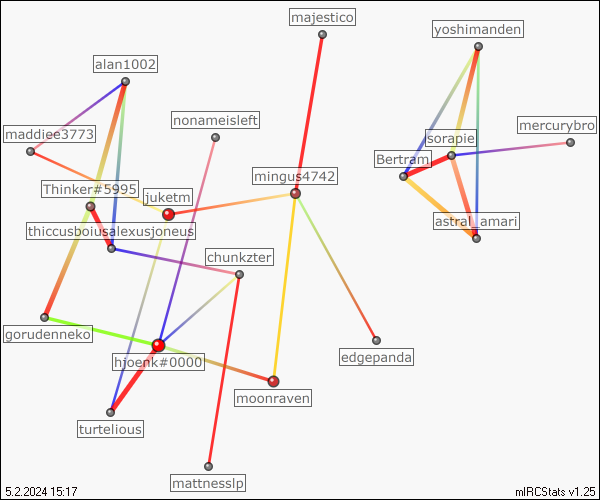 majestico
yoshimanden
alan1002
nonameisleft
mercurybro
maddiee3773
sorapie
Bertram
mingus4742
Thinker#5995
juketm
astral_amari
thiccusboiusalexusjoneus
chunkzter
gorudenneko
hjoenk#0000
edgepanda
moonraven
turtelious
mattnesslp
5.2.2024 15:17
mIRCStats v1.25